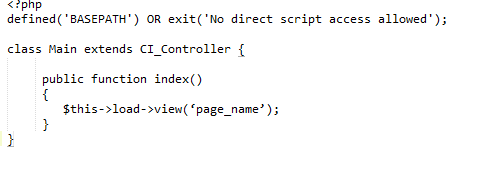 <?php
defined('BASEPATH') OR exit('No direct script access allowed');
class Main extends CI_Controller {
public function index()
{
$this->load->view(‘page_name’);
}
}